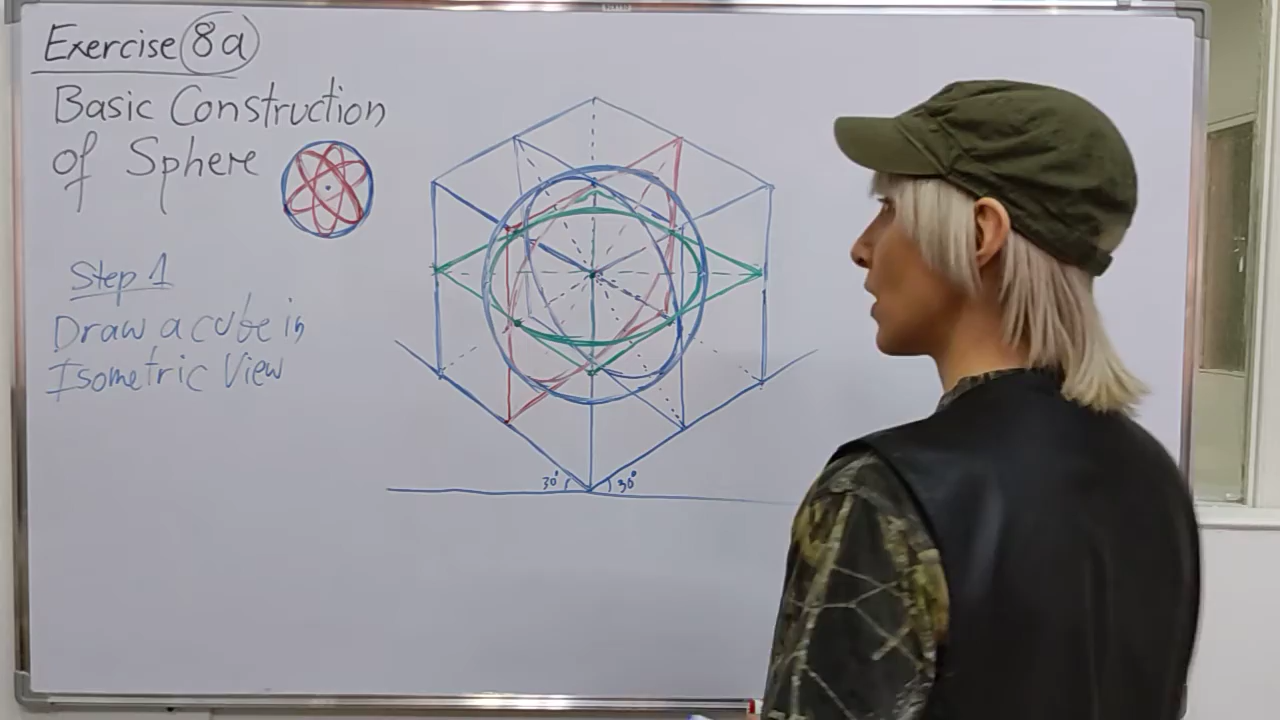 Exercise 8a
Basic Construction
of Sphere
Step 1
Draw a cube in
Isometric View
30° 30°